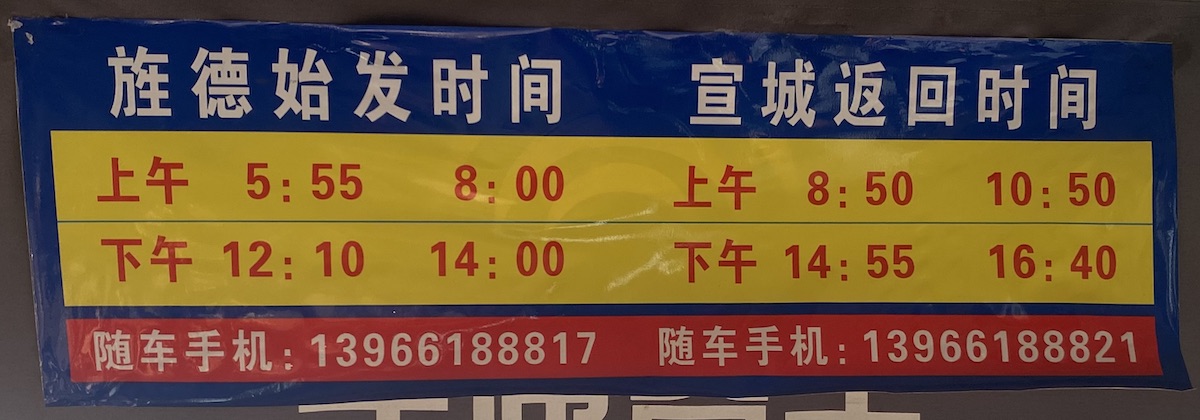 旌德始发时间 宣城返回时间
上午 5:55 8:00 上午 8:50 10:50
下午 12:10 14:00 下午 14:55 16:40
随车手机:13966188817 随车手机:13966188821